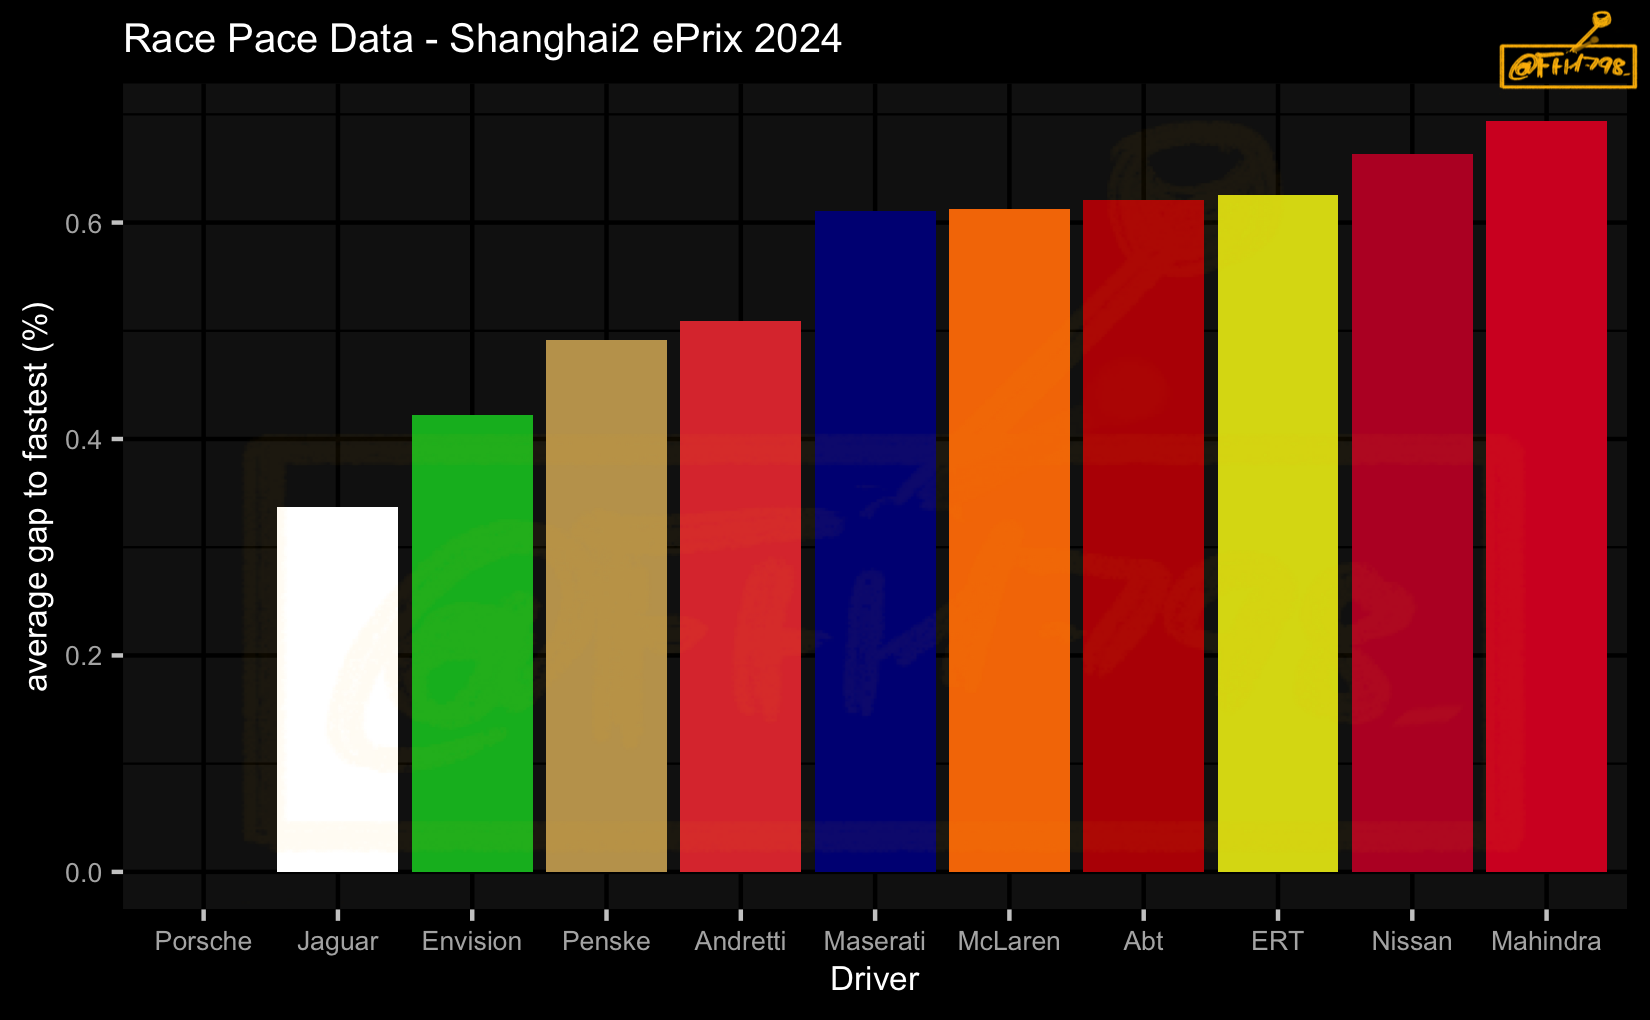 Race Pace Data - Shanghai2 ePrix 2024
@FFH798_
average gap to fastest (%)
0.6
0.4
0.2
0.0
Porsche Jaguar Envision Penske Andretti Maserati McLaren Abt ERT Nissan Mahindra
Driver